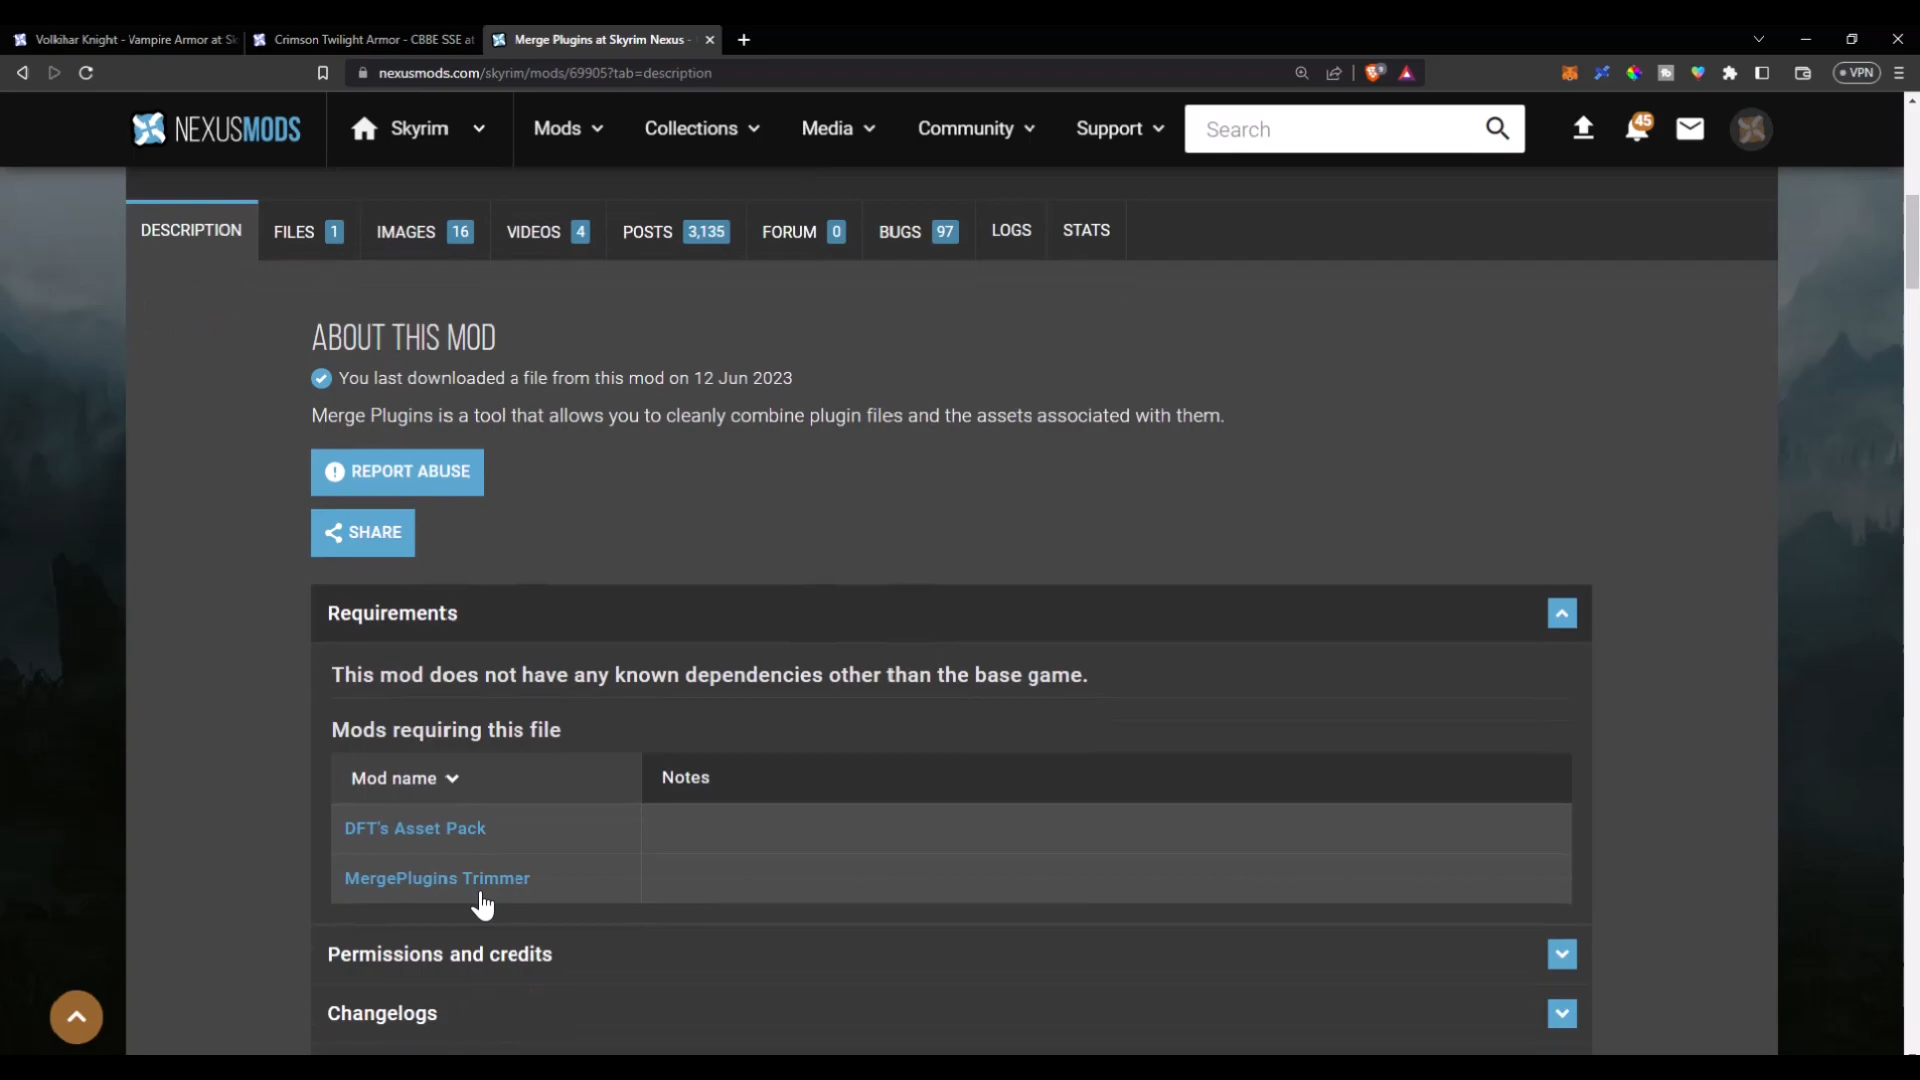 Volkihar Knight - Vampire Armor at Sk
Crimson Twilight Armor - CBBE SSE at
Merge Plugins at Skyrim Nexus -
nexusmods.com/skyrim/mods/69905?tab=description
VPN
NEXUSMODS
Skyrim
Mods
Collections
Media
Community
Support
Search
45
DESCRIPTION
FILES 1
IMAGES 16
VIDEOS 4
POSTS 3,135
FORUM 0
BUGS 97
LOGS
STATS
ABOUT THIS MOD
You last downloaded a file from this mod on 12 Jun 2023
Merge Plugins is a tool that allows you to cleanly combine plugin files and the assets associated with them.
REPORT ABUSE
SHARE
Requirements
This mod does not have any known dependencies other than the base game.
Mods requiring this file
Mod name
Notes
DFT's Asset Pack
MergePlugins Trimmer
Permissions and credits
Changelogs